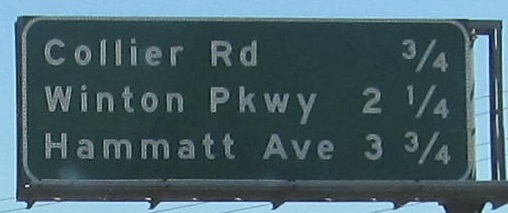 Collier Rd 3/4
Winton Pkwy 2 1/4
Hammatt Ave 3 3/4